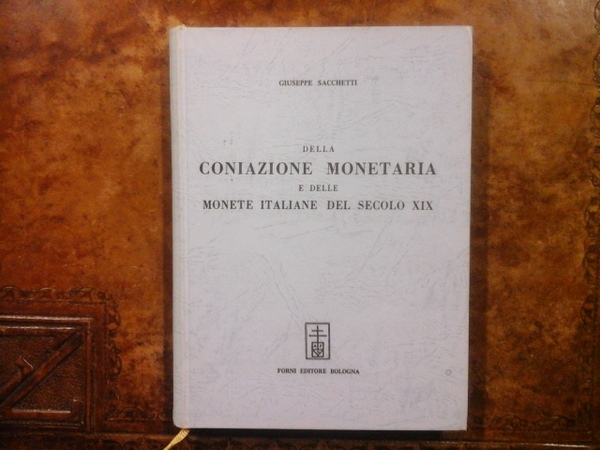 GIUSEPPE SACCHETTI
DELLA
CONIAZIONE MONETARIA
E DELLE
MONETE ITALIANE DEL SECOLO XIX
FORNI EDITORE BOLOGNA